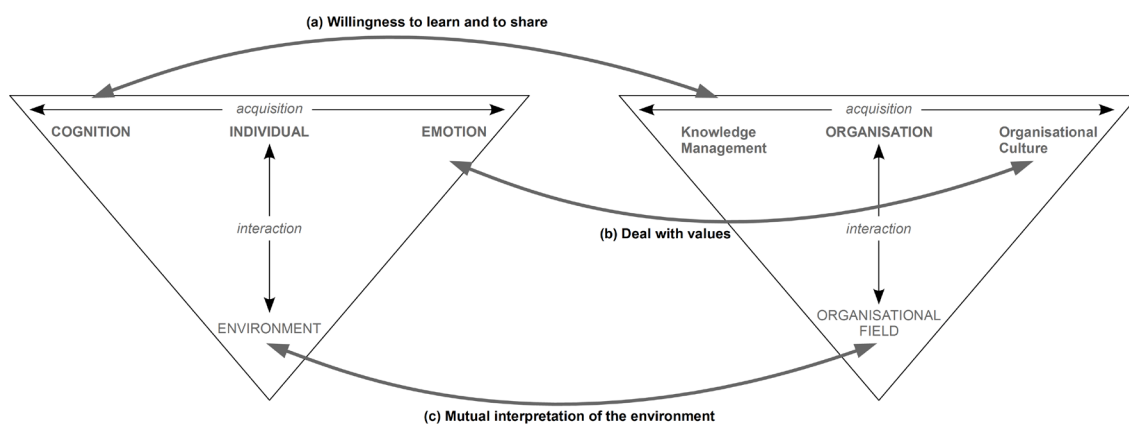 (a) Willingness to learn and to share
acquisition
COGNITION
INDIVIDUAL
EMOTION
interaction
ENVIRONMENT
acquisition
Knowledge
Management
ORGANISATION
Organisational
Culture
(b) Deal with values
interaction
ORGANISATIONAL
FIELD
(c) Mutual interpretation of the environment